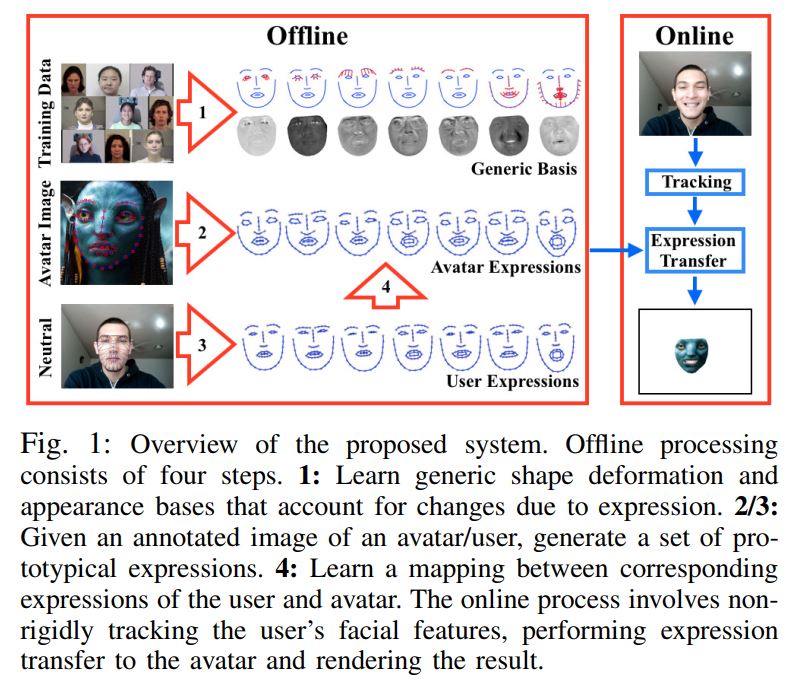 Offline
Online
Training Data
1
Generic Basis
Avatar Image
2
Avatar Expressions
4
Neutral
3
User Expressions
Tracking
Expression
Transfer
Fig. 1: Overview of the proposed system. Offline processing
consists of four steps. 1: Learn generic shape deformation and
appearance bases that account for changes due to expression. 2/3:
Given an annotated image of an avatar/user, generate a set of pro-
totypical expressions. 4: Learn a mapping between corresponding
expressions of the user and avatar. The online process involves non-
rigidly tracking the user's facial features, performing expression
transfer to the avatar and rendering the result.